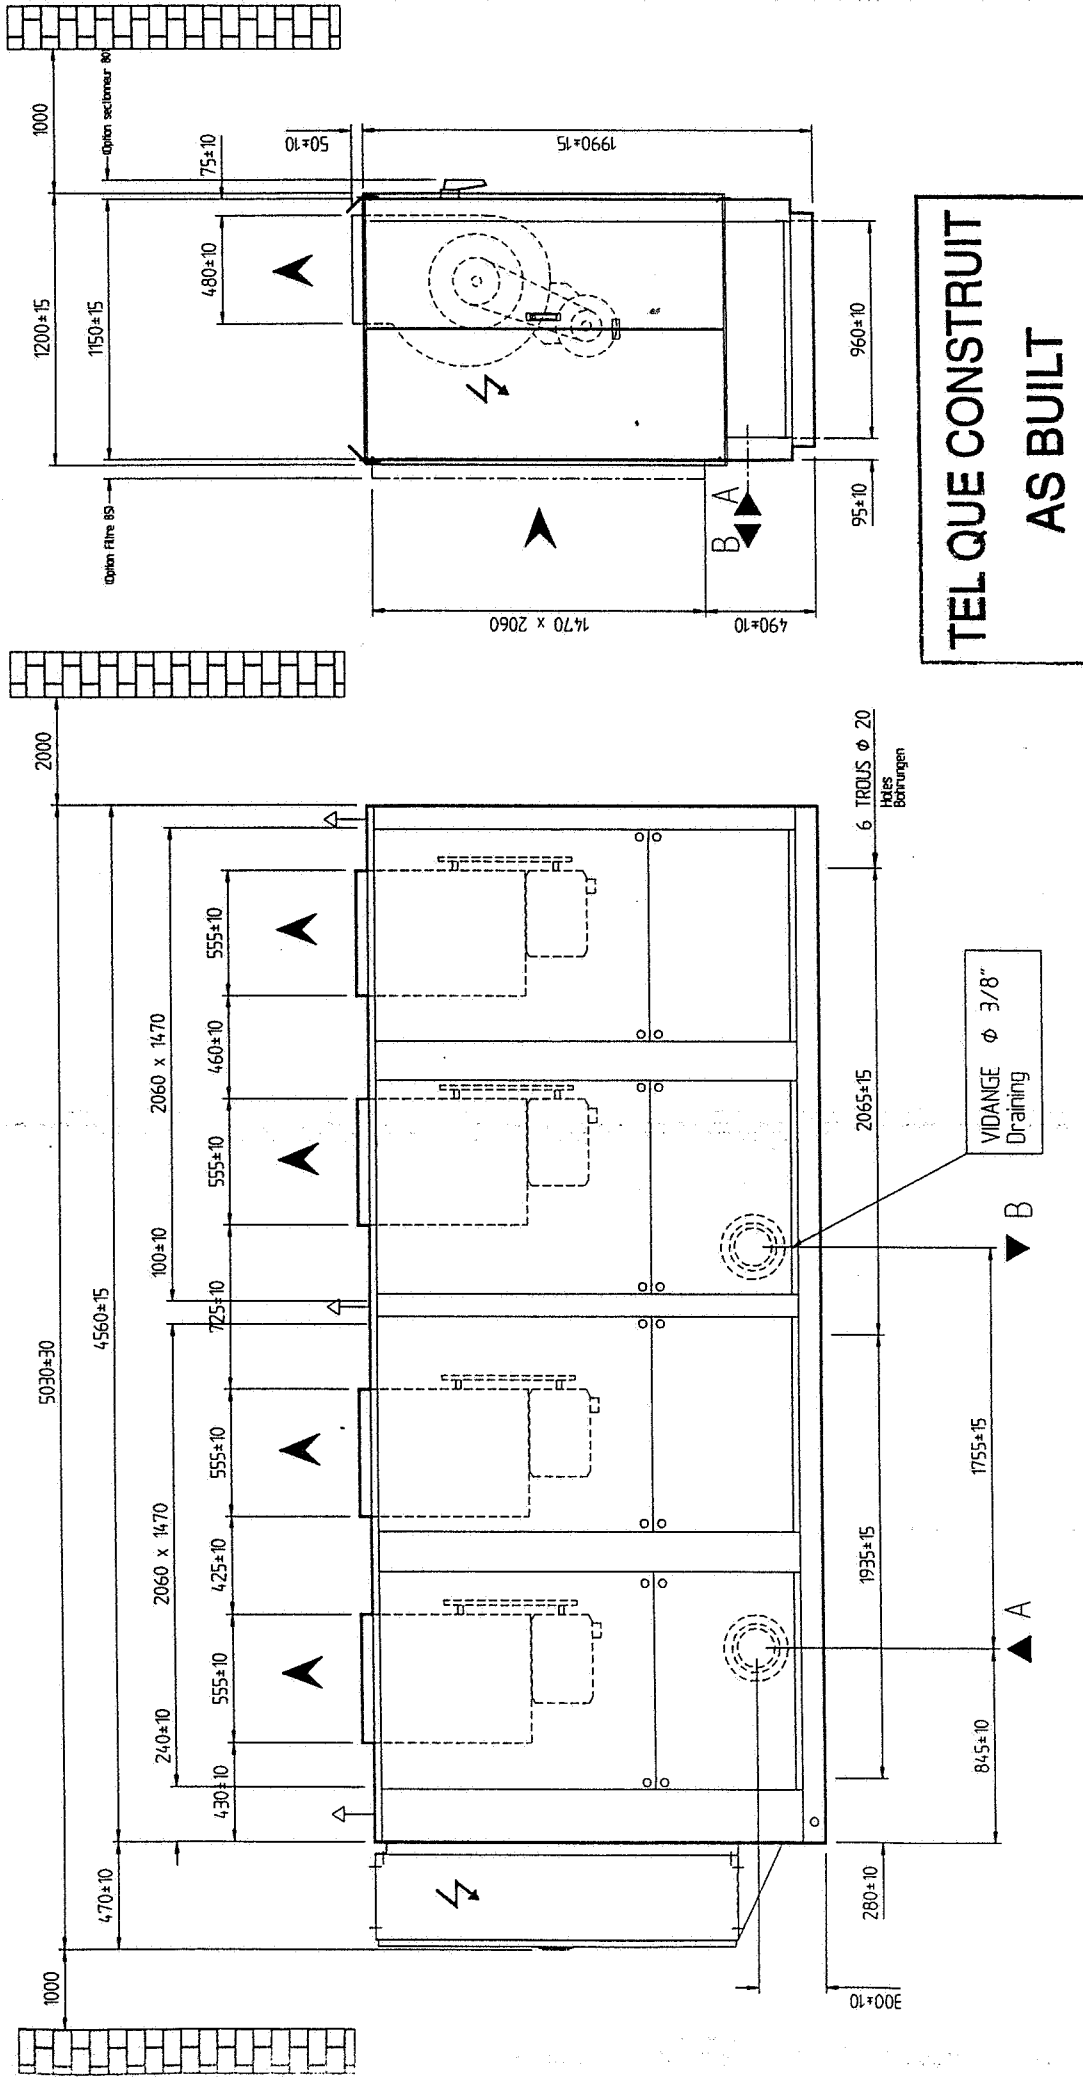 1000
5030±30
2000
470±10
4560±15
240±10
2060 x 1470
100±10
2060 x 1470
430±10
555±10
425±10
555±10
725±10
555±10
460±10
555±10
300±10
280±10
1935±15
2065±15
6 TROUS ϕ 20
Holes
Bohrungen
845±10
1755±15
A
B
VIDANGE ϕ 3/8"
Draining
1200±15
1000
(Option Filtre 85)
1150±15
(Option sectionneur 80)
480±10
75±10
50±10
1990±15
1470 x 2060
490±10
B
A
95±10
960±10
TEL QUE CONSTRUIT
AS BUILT